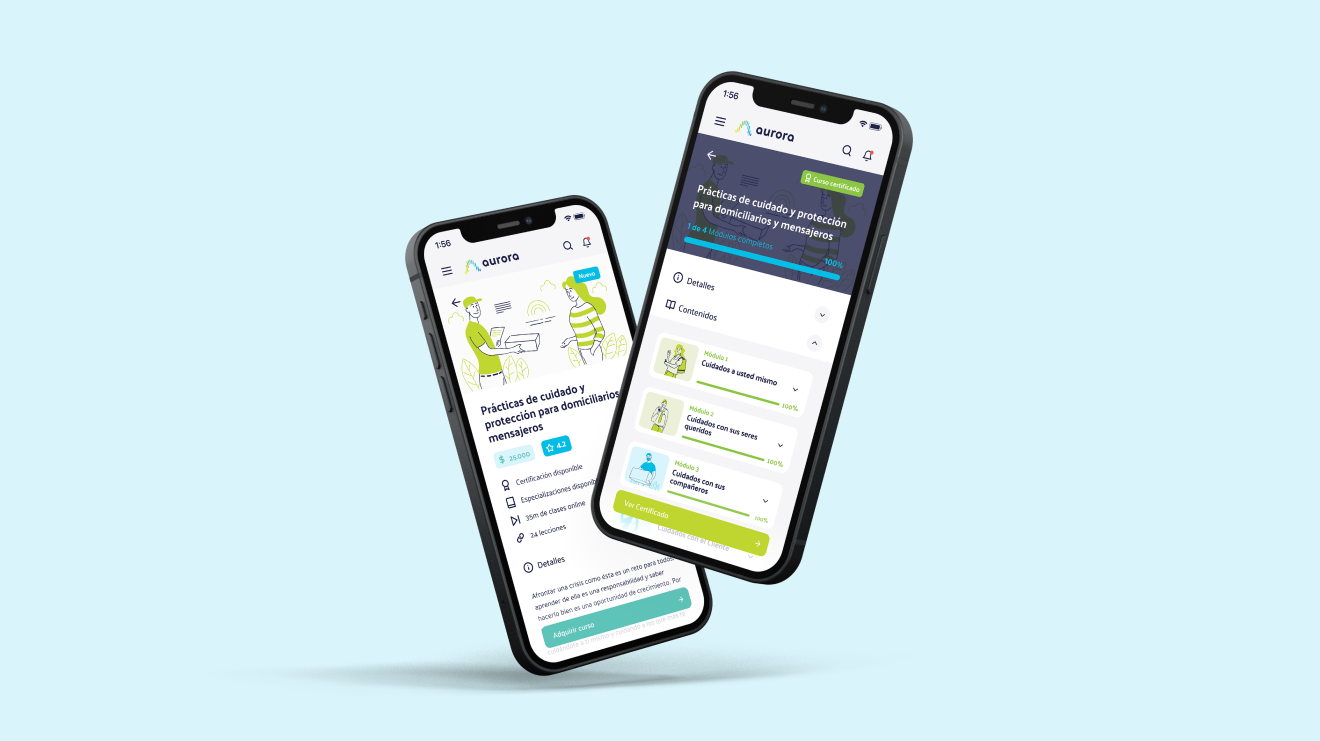 1:56
aurora
Nuevo
Prácticas de cuidado y
protección para domiciliarios
mensajeros
$ 35.000
4.2
Certificación disponible
Especializaciones
35m de clases online
24 lecciones
Detalles
Afrontar una crisis como ésta es un reto para todos
aprender de ella es una responsabilidad y saber
hacerlo bien es una oportunidad de crecimiento. Por
Adquirir curso
1:56
aurora
Curso certificado
Prácticas de cuidado y protección
para domiciliarios y mensajeros
1 de 4 Módulos completos
100%
Detalles
Contenidos
Módulo 1
Cuidados a usted mismo
100%
Módulo 2
Cuidados con sus seres
queridos
100%
Módulo 3
Cuidados con sus
compañeros
100%
Ver Certificado
Cuidados con el Cliente